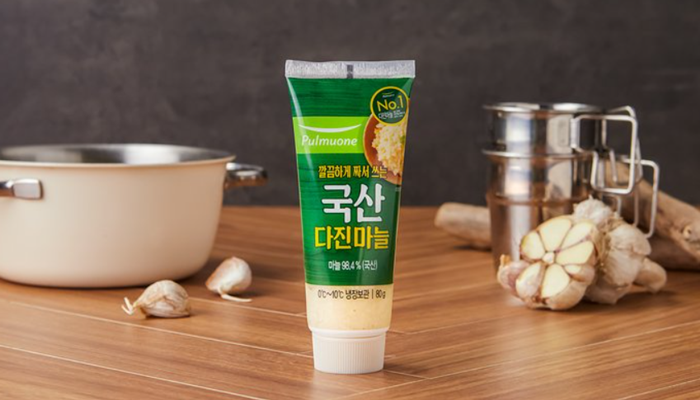 No.1
Pulmuone
깔끔하게 짜서 쓰는
국산
다진마늘
마늘 98.4 % (국산)
0℃~10℃ 냉장보관 | 80g